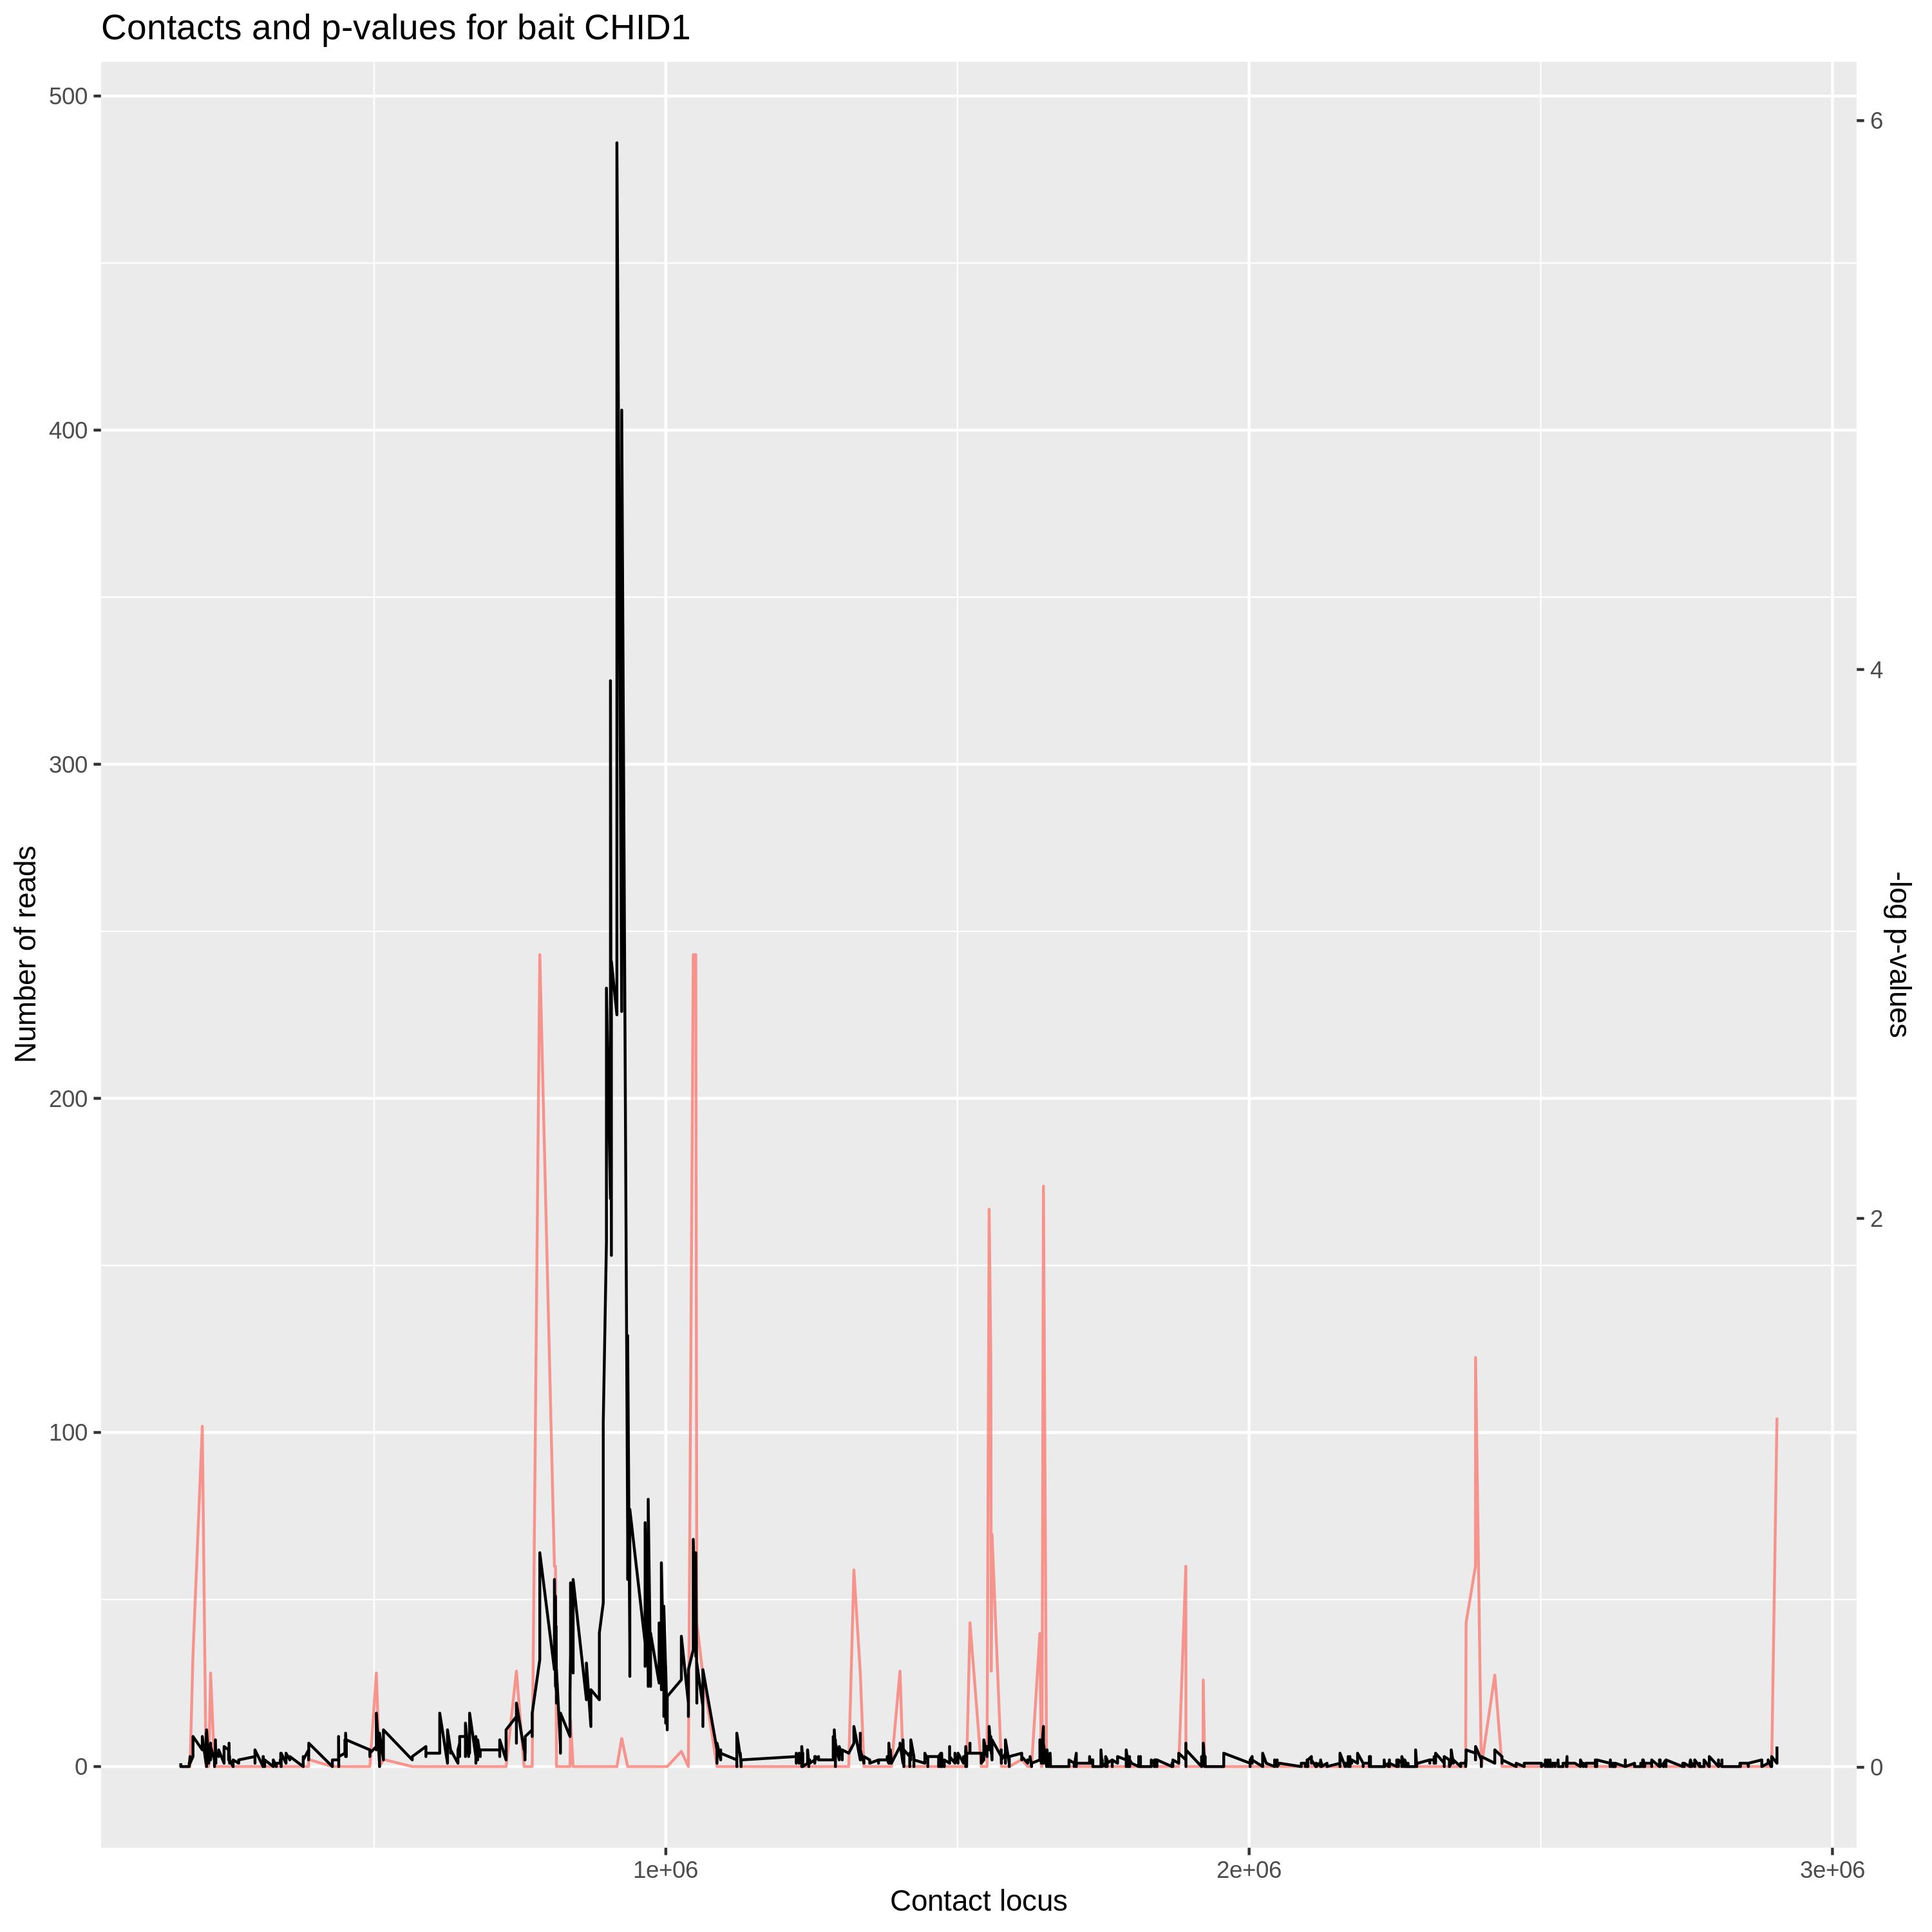 Contacts and p-values for bait CHID1
500
400
300
200
100
0
Number of reads
6
4
2
0
-log p-values
1e+06
2e+06
3e+06
Contact locus